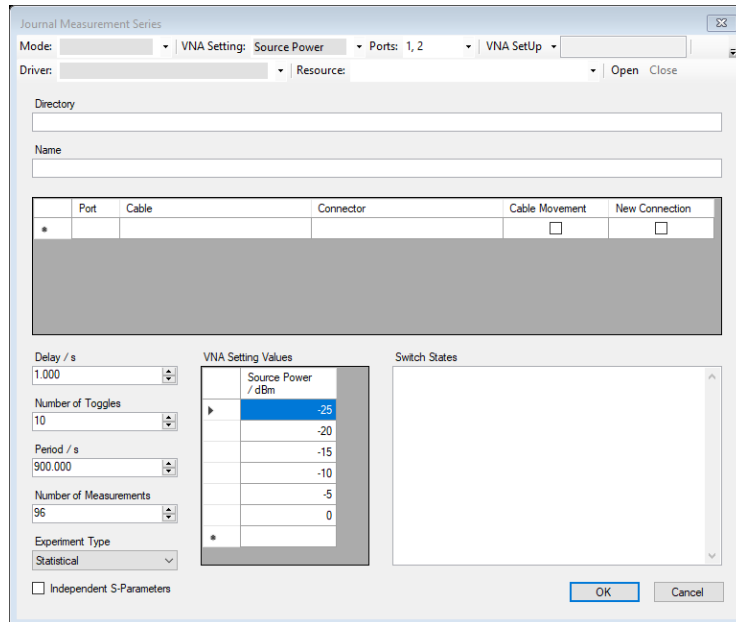 Journal Measurement Series
Mode: VNA Setting: Source Power Ports: 1, 2 VNA SetUp
Driver: Resource: Open Close
Directory
Name
Port Cable Connector Cable Movement New Connection
*
Delay / s
1.000
Number of Toggles
10
Period / s
900.000
Number of Measurements
96
Experiment Type
Statistical
Independent S-Parameters
VNA Setting Values
Source Power
/ dBm
-25
-20
-15
-10
-5
0
*
Switch States
OK Cancel